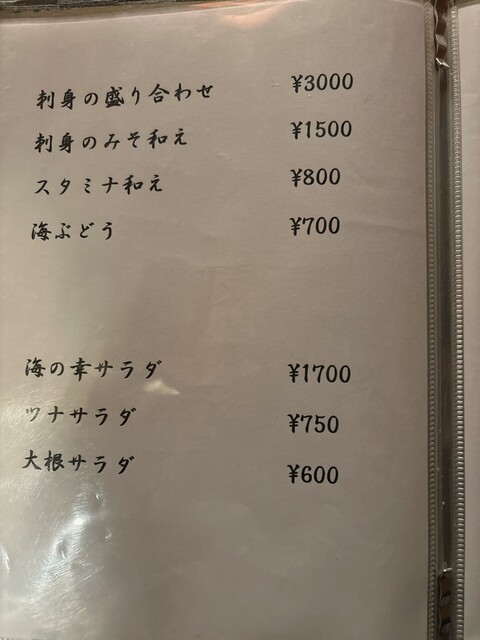 刺身の盛り合わせ ¥3000
刺身のみそ和え ¥1500
スタミナ和え ¥800
海ぶどう ¥700
海の幸サラダ ¥1700
ツナサラダ ¥750
大根サラダ ¥600